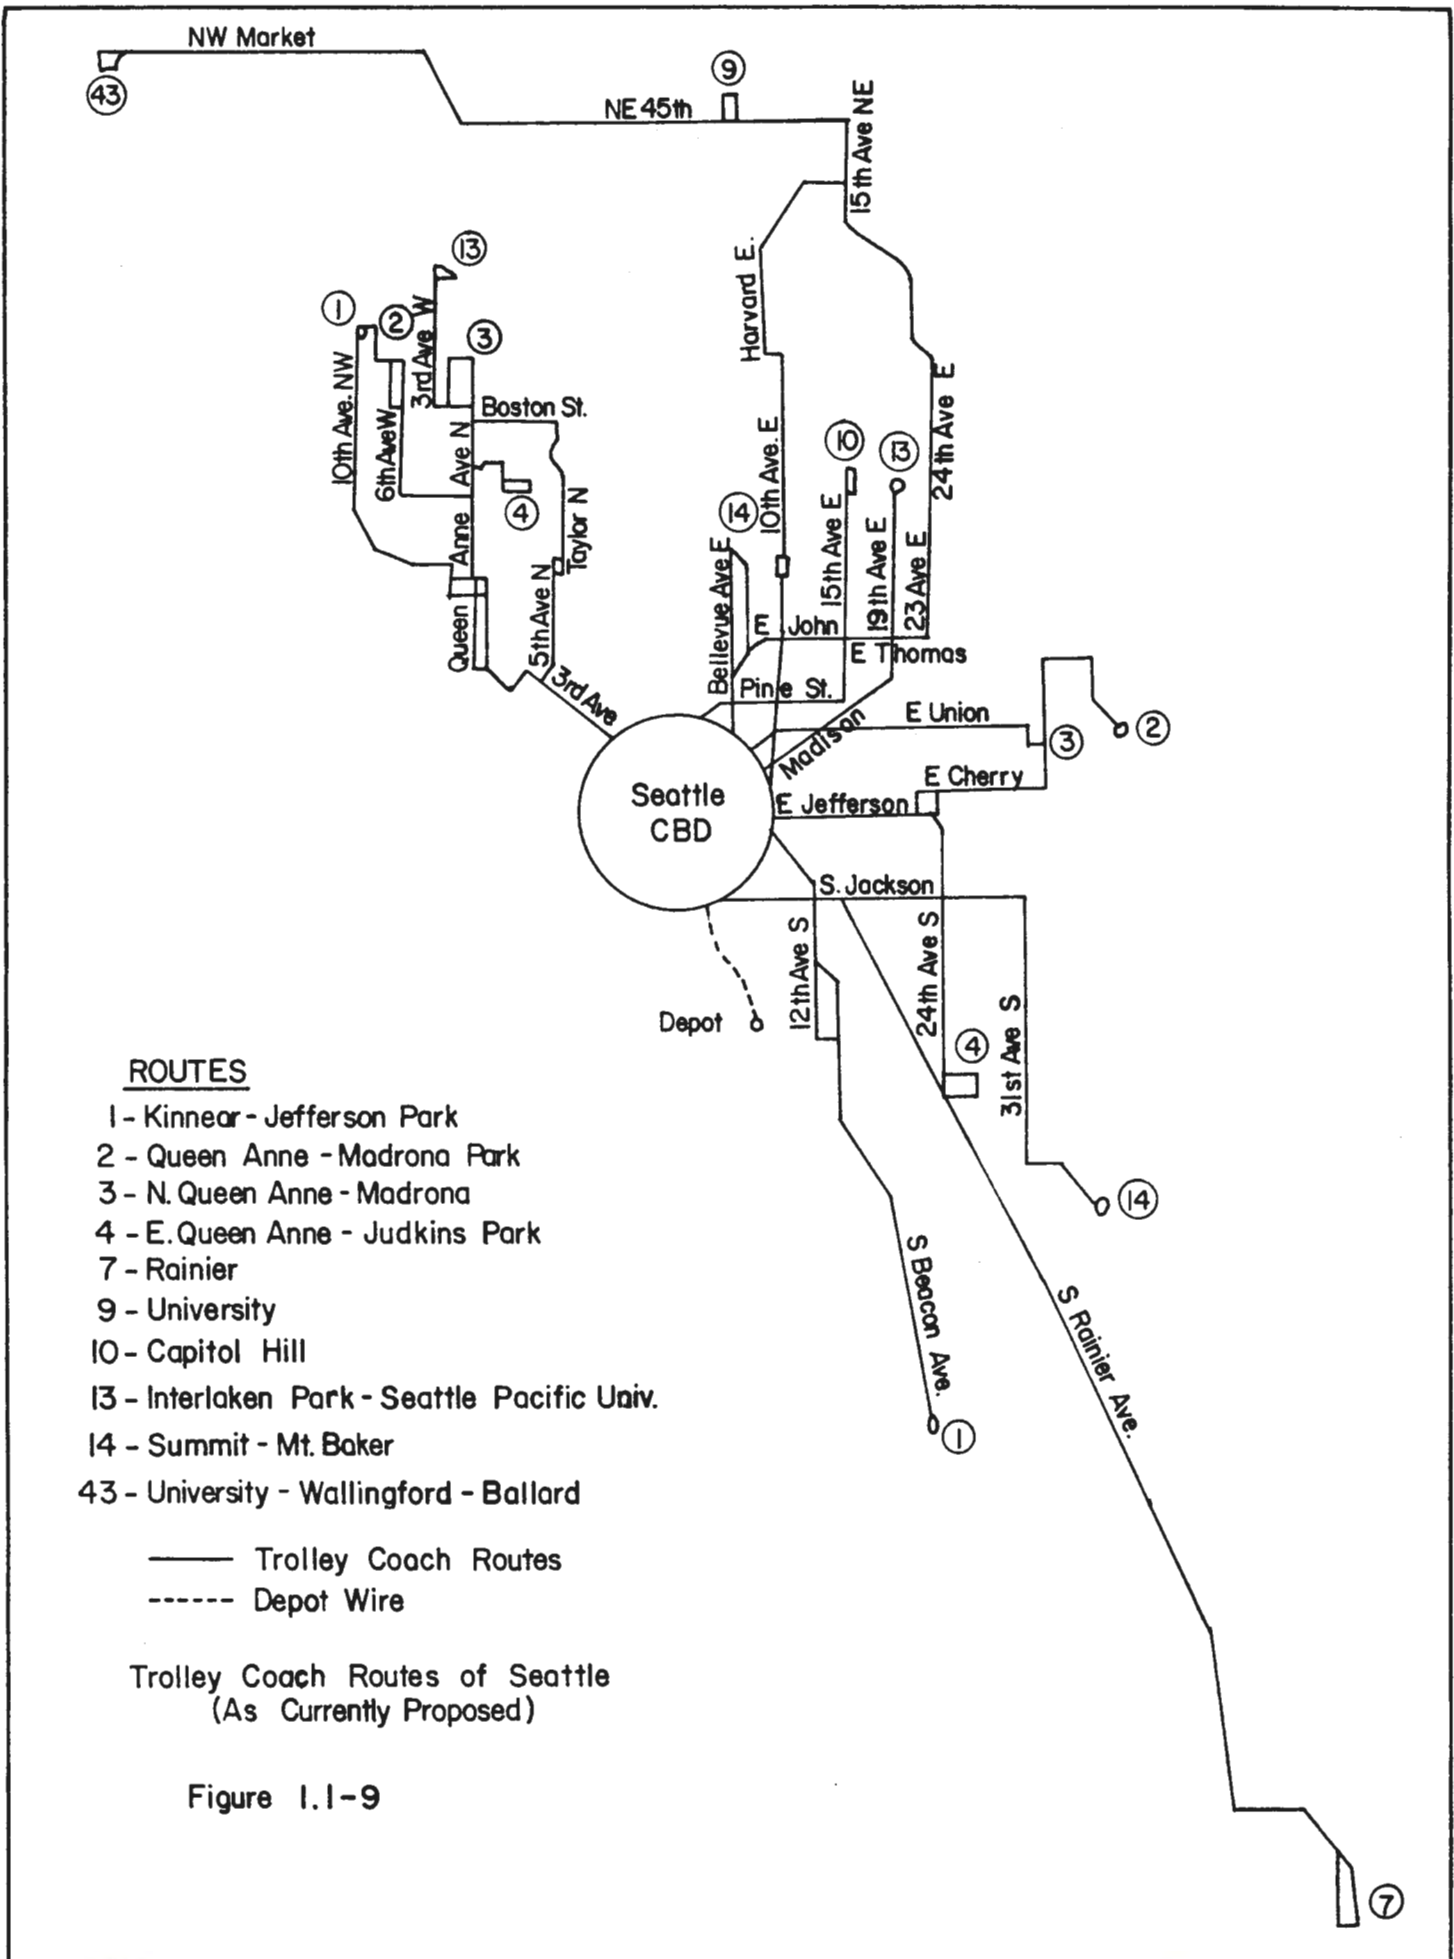 NW Market
43
9
NE 45th
15th Ave NE
13
1
2
3rd Ave W
3
10th Ave. NW
6th Ave W
Boston St.
Queen Anne Ave N
4
Taylor N
5th Ave N
3rd Ave
Harvard E.
10th Ave. E
14
Bellevue Ave E
10
15th Ave E
13
19th Ave E
24th Ave E
23 Ave E
E John
E Thomas
Pine St.
Madison
E Union
3
2
E Cherry
E Jefferson
Seattle
CBD
S. Jackson
12th Ave S
24th Ave S
4
31st Ave S
14
Depot
S Beacon Ave.
1
S Rainier Ave.
7
ROUTES
1 - Kinnear - Jefferson Park
2 - Queen Anne - Madrona Park
3 - N. Queen Anne - Madrona
4 - E. Queen Anne - Judkins Park
7 - Rainier
9 - University
10 - Capitol Hill
13 - Interlaken Park - Seattle Pacific Univ.
14 - Summit - Mt. Baker
43 - University - Wallingford - Ballard
Trolley Coach Routes
Depot Wire
Trolley Coach Routes of Seattle
(As Currently Proposed)
Figure 1.1-9